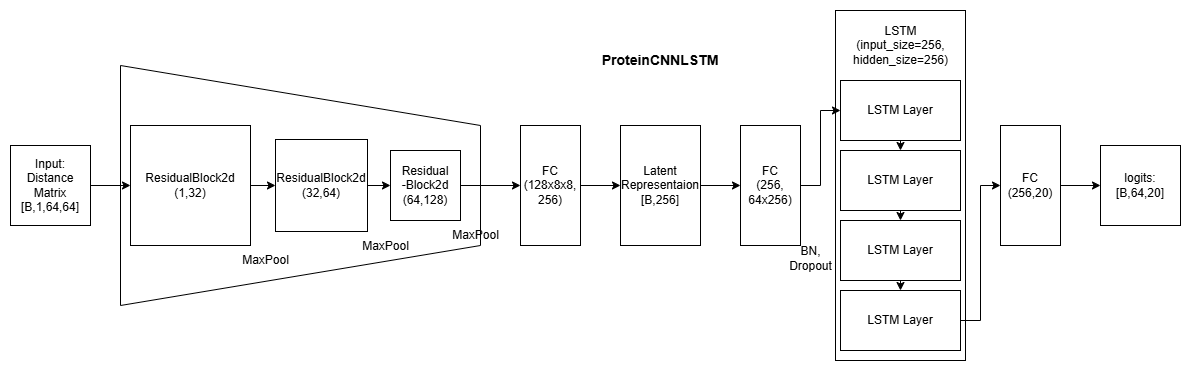 ProteinCNNLSTM
Input:
Distance
Matrix
[B,1,64,64]
ResidualBlock2d
(1,32)
MaxPool
ResidualBlock2d
(32,64)
MaxPool
Residual
-Block2d
(64,128)
MaxPool
FC
(128x8x8,
256)
Latent
Representaion
[B,256]
FC
(256,
64x256)
BN,
Dropout
LSTM
(input_size=256,
hidden_size=256)
LSTM Layer
LSTM Layer
LSTM Layer
LSTM Layer
FC
(256,20)
logits:
[B,64,20]